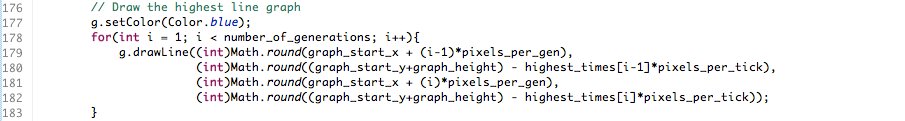 176 // Draw the highest line graph
177 g.setColor(Color.blue);
178 for(int i = 1; i < number_of_generations; i++){
179 g.drawLine((int)Math.round(graph_start_x + (i-1)*pixels_per_gen),
180 (int)Math.round((graph_start_y+graph_height) - highest_times[i-1]*pixels_per_tick),
181 (int)Math.round(graph_start_x + (i)*pixels_per_gen),
182 (int)Math.round((graph_start_y+graph_height) - highest_times[i]*pixels_per_tick));
183 }